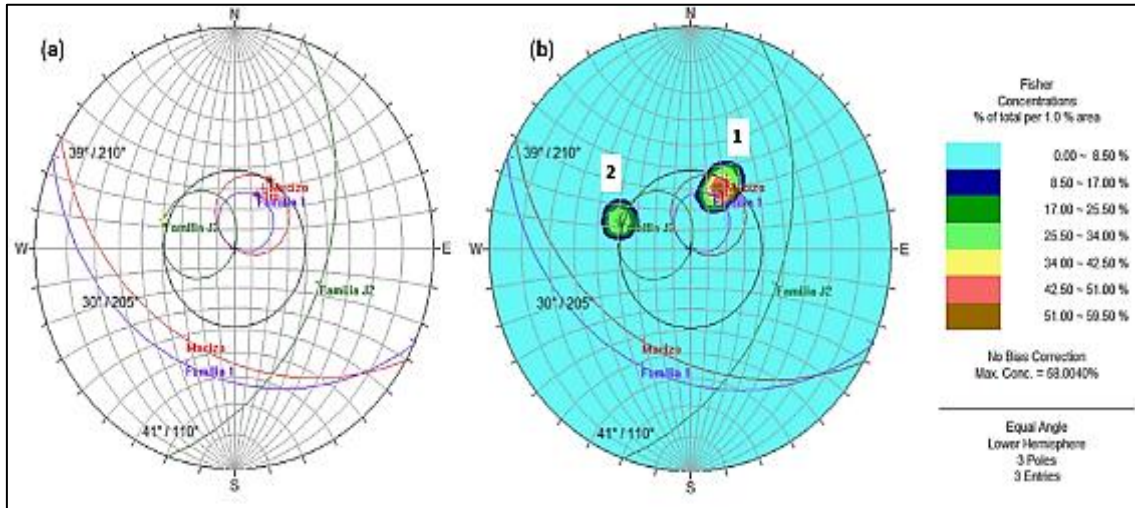 (a)
N
39° / 210°
Macizo
Familia 1
Familia J2
W
E
30° / 205°
Familia J2
Macizo
Familia 1
41° / 110°
S
(b)
N
1
39° / 210°
2
Macizo
Familia 1
Familia J2
W
E
30° / 205°
Familia J2
Macizo
Familia 1
41° / 110°
S
Fisher
Concentrations
% of total per 1.0 % area
0.00 ~ 8.50 %
8.50 ~ 17.00 %
17.00 ~ 25.50 %
25.50 ~ 34.00 %
34.00 ~ 42.50 %
42.50 ~ 51.00 %
51.00 ~ 59.50 %
No Bias Correction
Max. Conc. = 68.0040%
Equal Angle
Lower Hemisphere
3 Poles
3 Entries